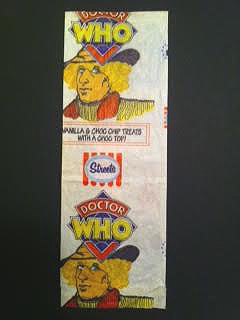 DOCTOR
WHO
VANILLA & CHOC CHIP TREATS
WITH A CHOC TOP!
Streets
DOCTOR
WHO